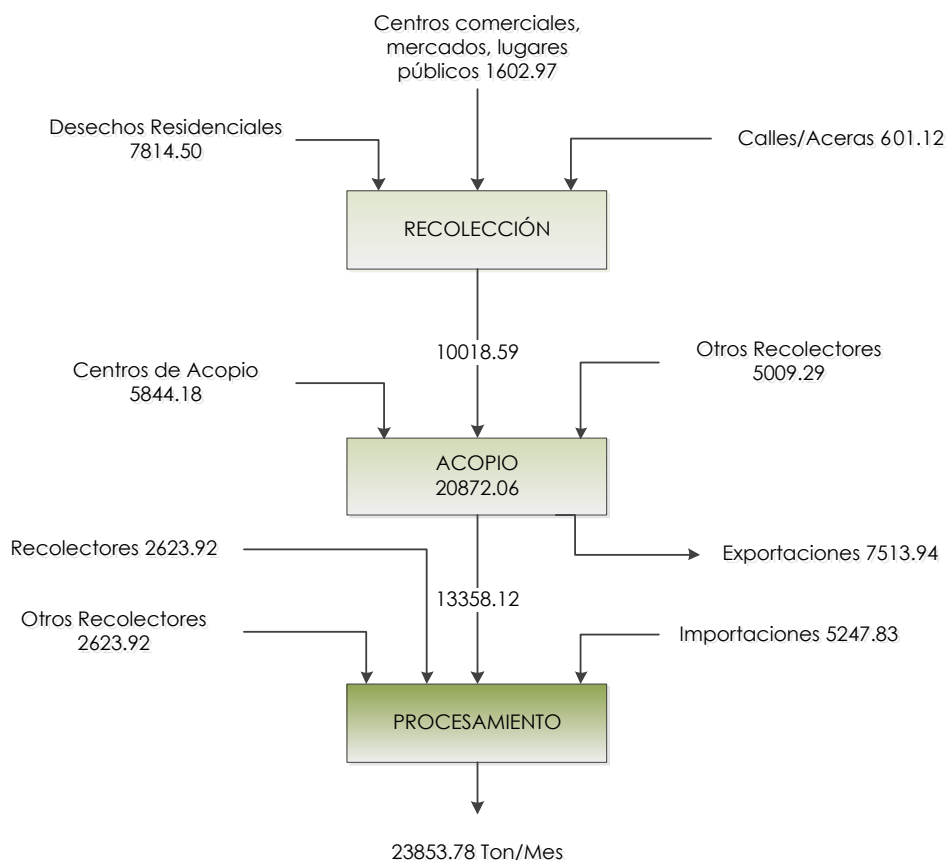 Centros comerciales,
mercados, lugares
públicos 1602.97
Desechos Residenciales
7814.50
Calles/Aceras 601.12
RECOLECCIÓN
10018.59
Centros de Acopio
5844.18
Otros Recolectores
5009.29
ACOPIO
20872.06
Recolectores 2623.92
Exportaciones 7513.94
13358.12
Otros Recolectores
2623.92
Importaciones 5247.83
PROCESAMIENTO
23853.78 Ton/Mes